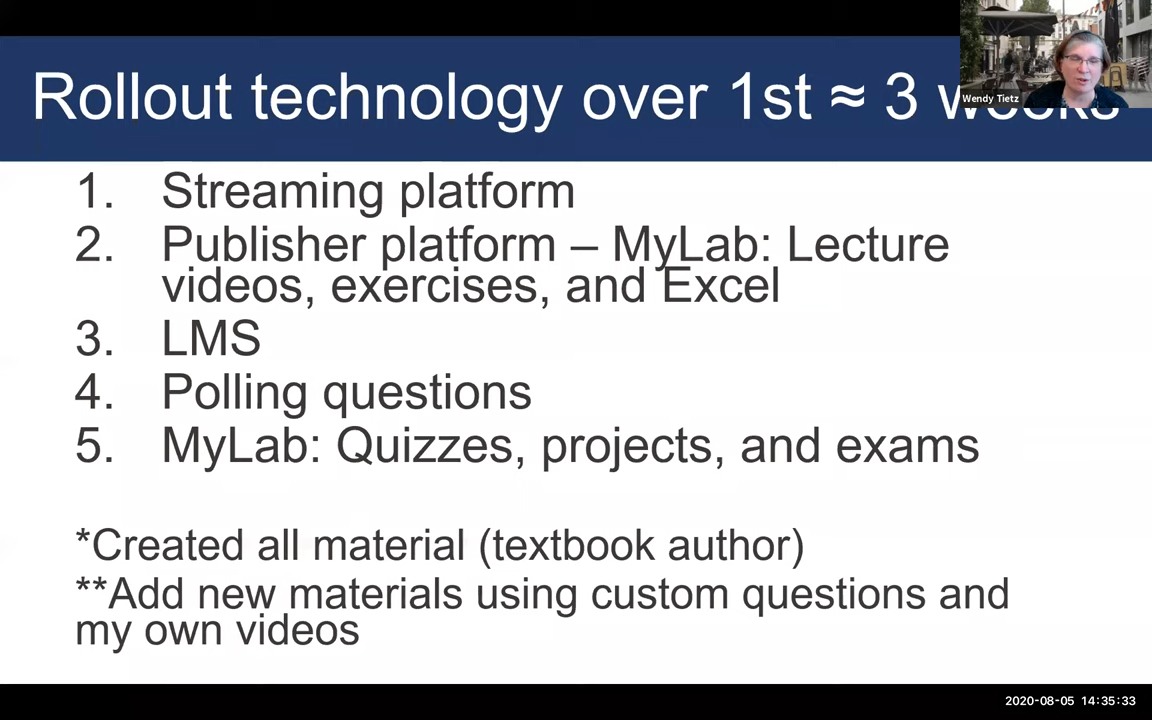 Rollout technology over 1st ≈ 3 weeks
Wendy Tietz
1. Streaming platform
2. Publisher platform – MyLab: Lecture
videos, exercises, and Excel
3. LMS
4. Polling questions
5. MyLab: Quizzes, projects, and exams
*Created all material (textbook author)
**Add new materials using custom questions and
my own videos
2020-08-05 14:35:33